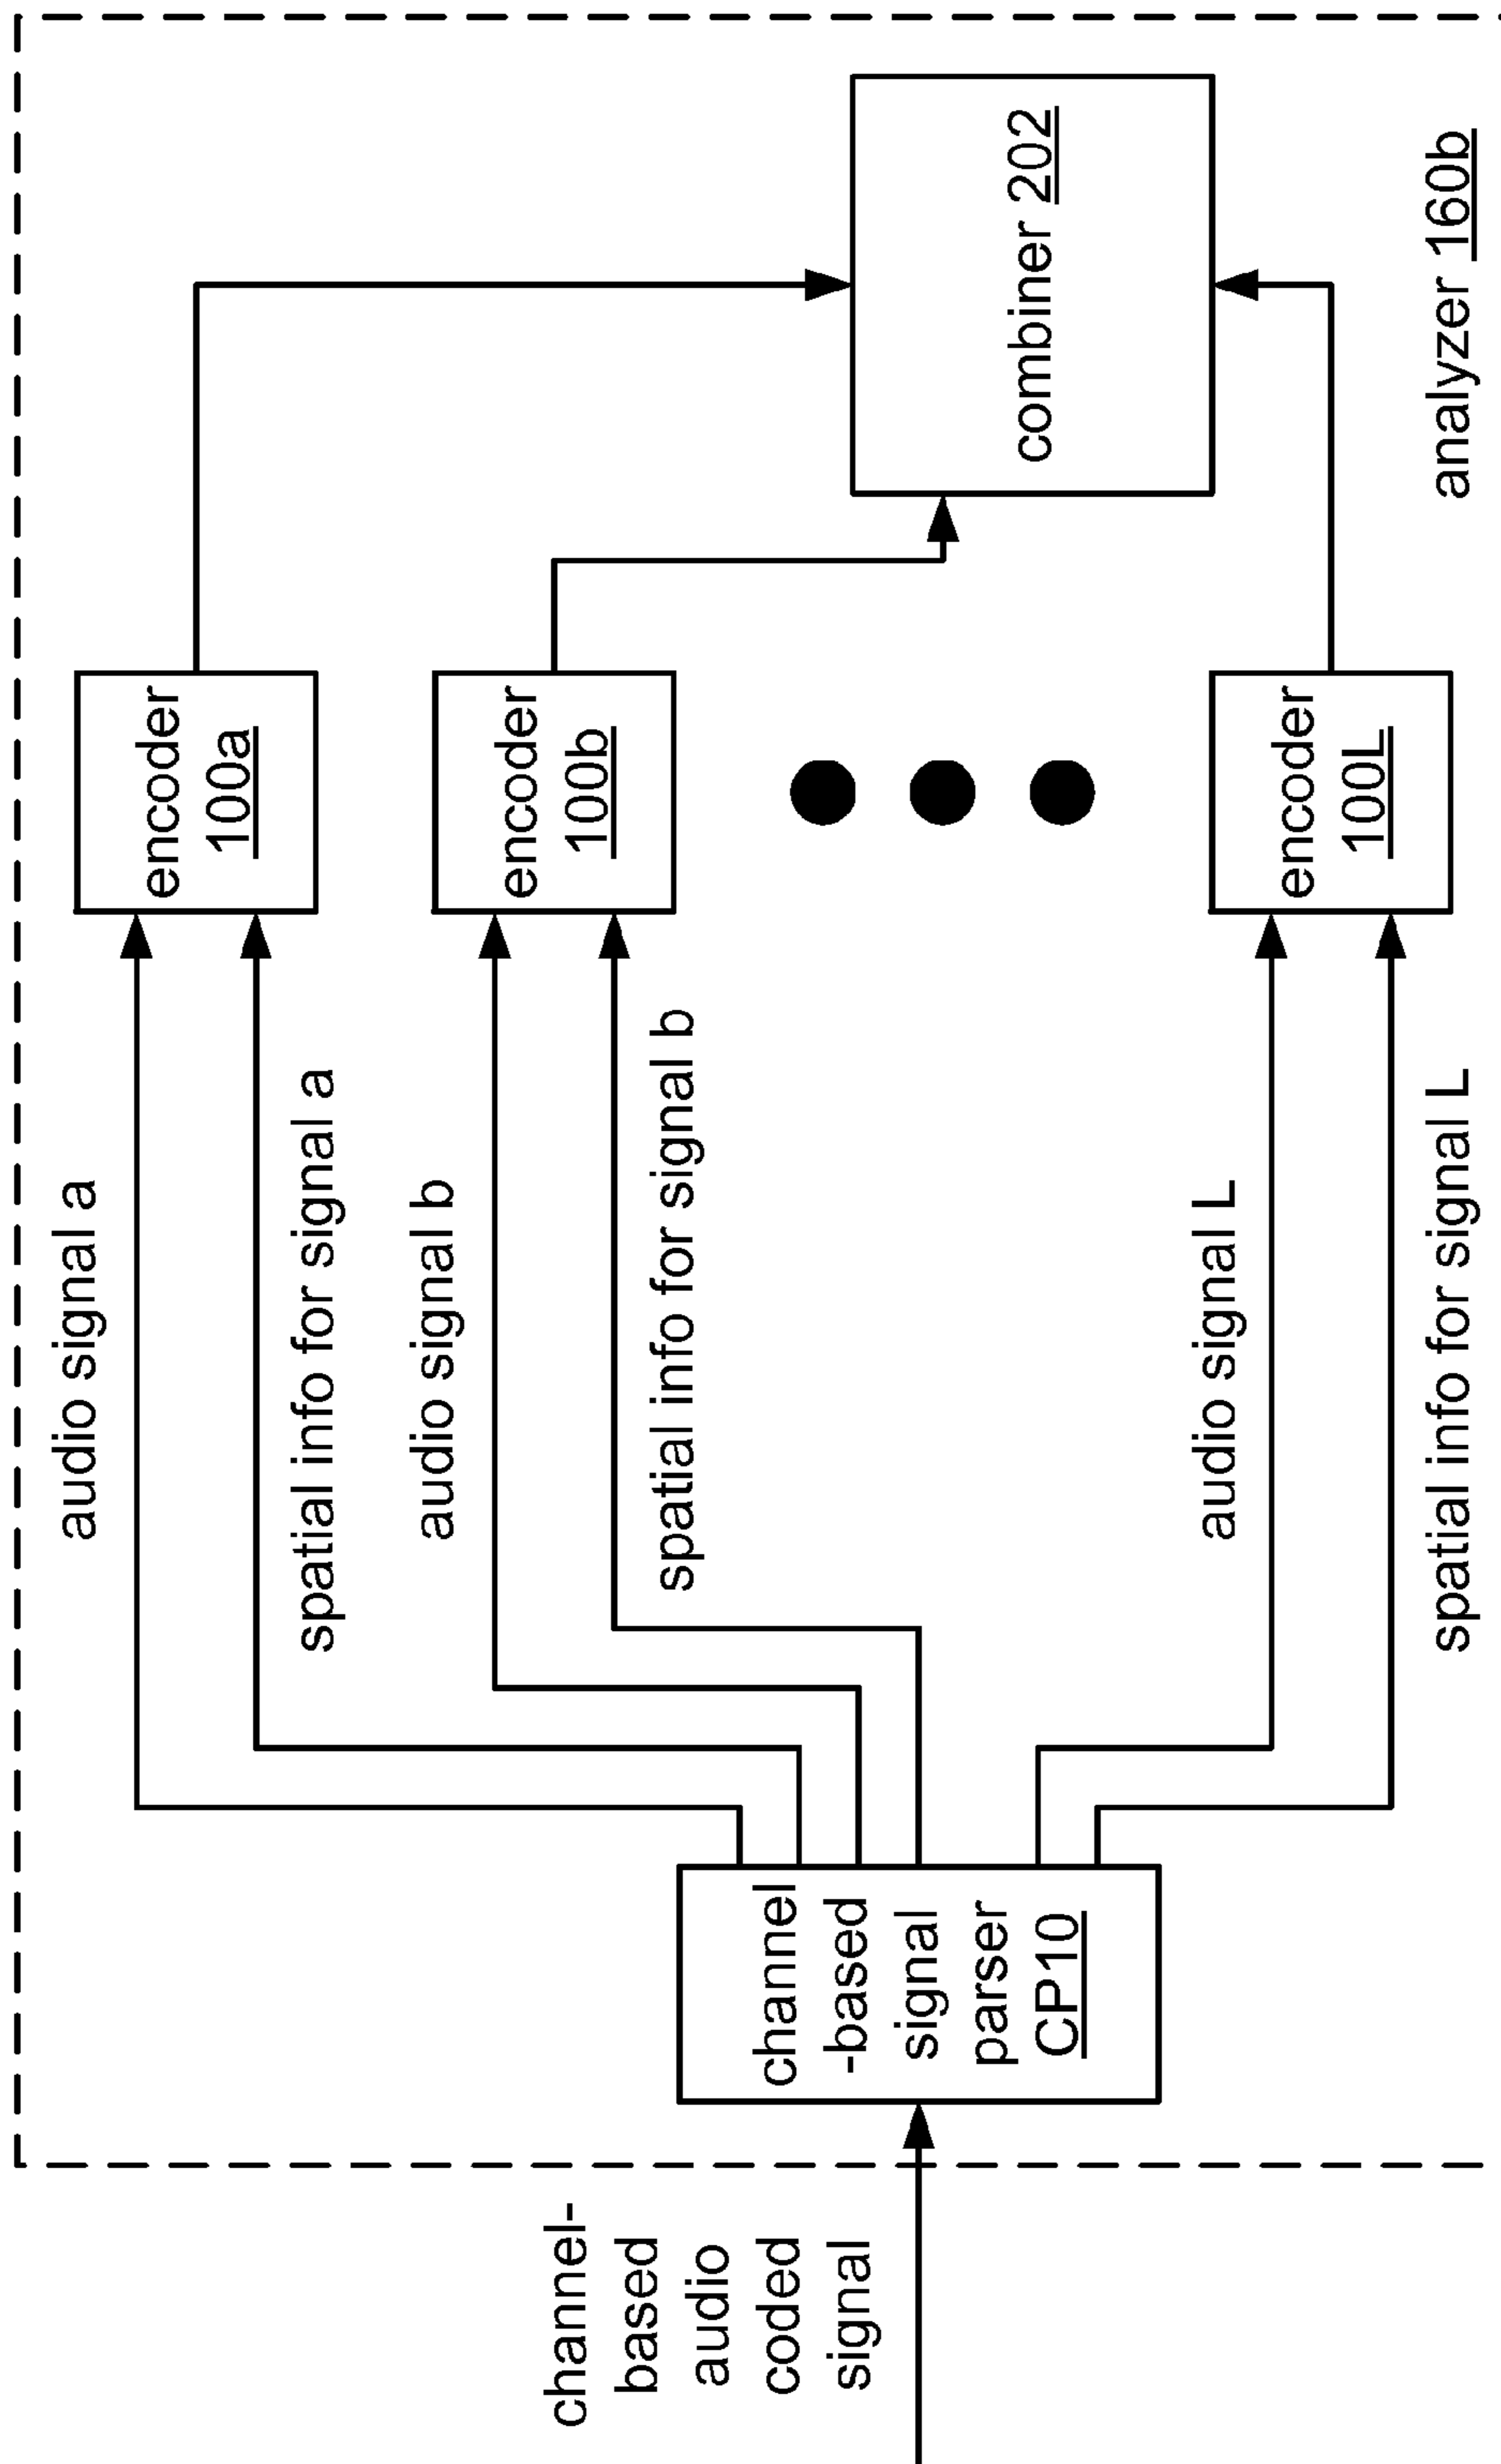 channel-
based
audio
coded
signal
channel
-based
signal
parser
CP10
audio signal a
spatial info for signal a
audio signal b
spatial info for signal b
audio signal L
spatial info for signal L
encoder
100a
encoder
100b
encoder
100L
combiner 202
analyzer 160b